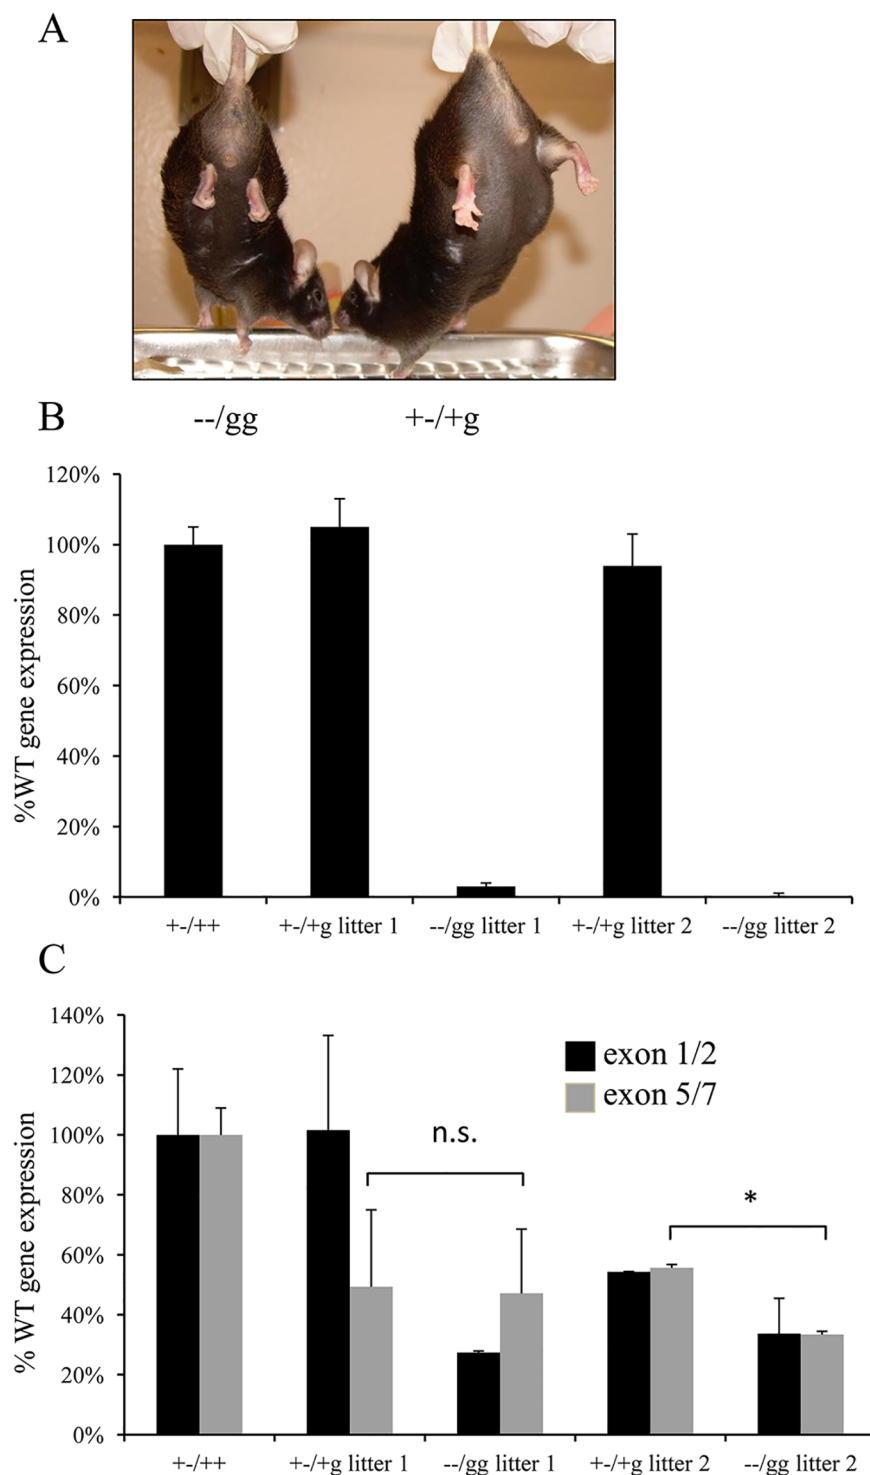 A
--/gg +-/+g
B
120%
100%
80%
60%
40%
20%
0%
%WT gene expression
+-/++ +-/+g litter 1 --/gg litter 1 +-/+g litter 2 --/gg litter 2
C
140%
120%
100%
80%
60%
40%
20%
0%
% WT gene expression
exon 1/2
exon 5/7
n.s.
*
+-/++ +-/+g litter 1 --/gg litter 1 +-/+g litter 2 --/gg litter 2